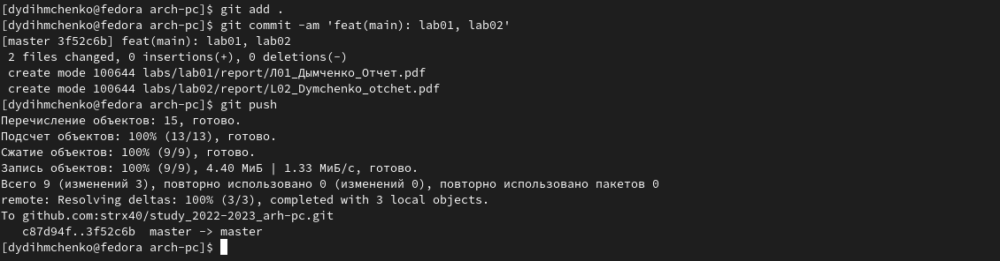 [dydihmchenko@fedora arch-pc]$ git add .
[dydihmchenko@fedora arch-pc]$ git commit -am 'feat(main): lab01, lab02'
[master 3f52c6b] feat(main): lab01, lab02
 2 files changed, 0 insertions(+), 0 deletions(-)
 create mode 100644 labs/lab01/report/Л01_Дымченко_Отчет.pdf
 create mode 100644 labs/lab02/report/L02_Dymchenko_otchet.pdf
[dydihmchenko@fedora arch-pc]$ git push
Перечисление объектов: 15, готово.
Подсчет объектов: 100% (13/13), готово.
Сжатие объектов: 100% (9/9), готово.
Запись объектов: 100% (9/9), 4.40 МиБ | 1.33 МиБ/с, готово.
Всего 9 (изменений 3), повторно использовано 0 (изменений 0), повторно использовано пакетов 0
remote: Resolving deltas: 100% (3/3), completed with 3 local objects.
To github.com:strx40/study_2022-2023_arh-pc.git
   c87d94f..3f52c6b  master -> master
[dydihmchenko@fedora arch-pc]$